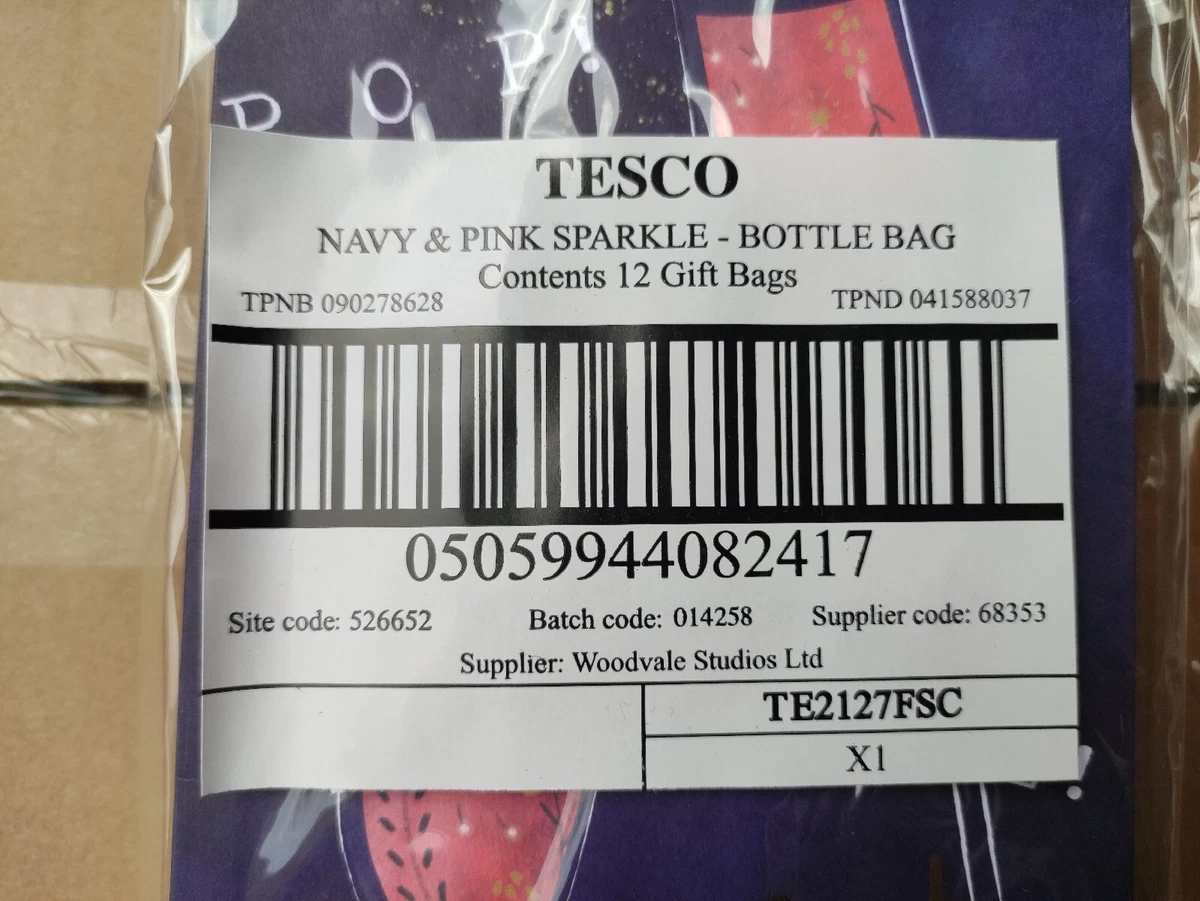 POP!
TESCO
NAVY & PINK SPARKLE - BOTTLE BAG
Contents 12 Gift Bags
TPNB 090278628 TPND 041588037
05059944082417
Site code: 526652 Batch code: 014258 Supplier code: 68353
Supplier: Woodvale Studios Ltd
TE2127FSC
X1